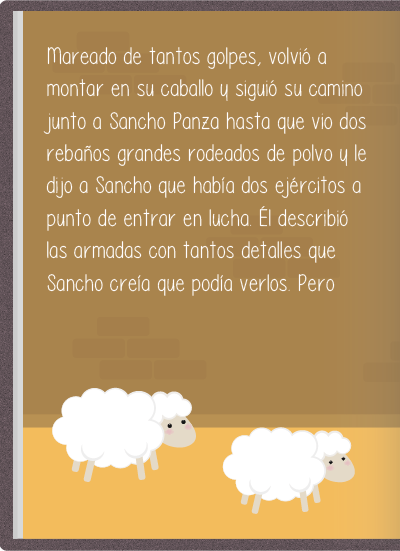 Mareado de tantos golpes, volvió a
montar en su caballo y siguió su camino
junto a Sancho Panza hasta que vio dos
rebaños grandes rodeados de polvo y le
dijo a Sancho que había dos ejércitos a
punto de entrar en lucha. Él describió
las armadas con tantos detalles que
Sancho creía que podía verlos. Pero